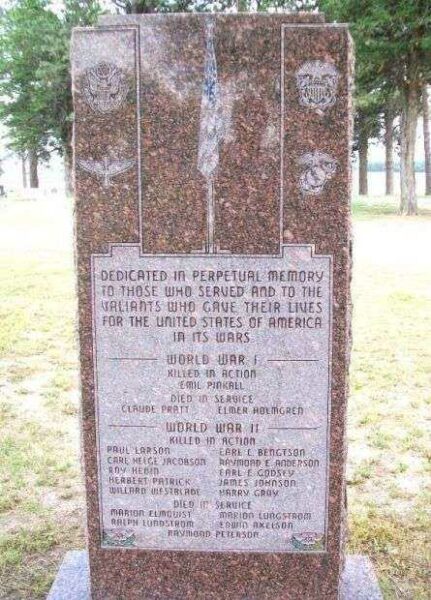 DEDICATED IN PERPETUAL MEMORY
TO THOSE WHO SERVED AND TO THE
VALIANTS WHO GAVE THEIR LIVES
FOR THE UNITED STATES OF AMERICA
IN ITS WARS
WORLD WAR I
KILLED IN ACTION
EMIL PINKALL
DIED IN SERVICE
CLAUDE PRATT ELMER HOLMGREN
WORLD WAR II
KILLED IN ACTION
PAUL LARSON EARL E. BENGTSON
CARL HELGE JACOBSON RAYMOND E. ANDERSON
ROY HEDIN EARL E. GODSEY
HERBERT PATRICK JAMES JOHNSON
WILLARD WESTBLADE HARRY GRAY
DIED IN SERVICE
MARION ELMQUIST MARION LUNGSTROM
RALPH LUNDSTROM EDWIN AKELSON
RAYMOND PETERSON